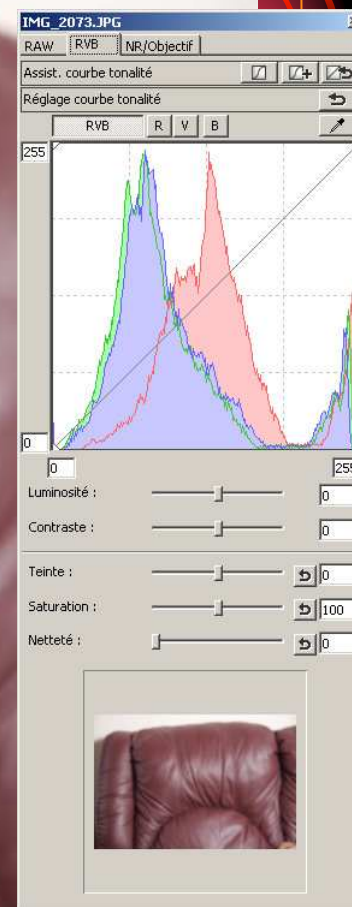 IMG_2073.JPG
RAW RVB NR/Objectif
Assist. courbe tonalité
Réglage courbe tonalité
RVB R V B
255
0
0 255
Luminosité : 0
Contraste : 0
Teinte : 0
Saturation : 100
Netteté : 0